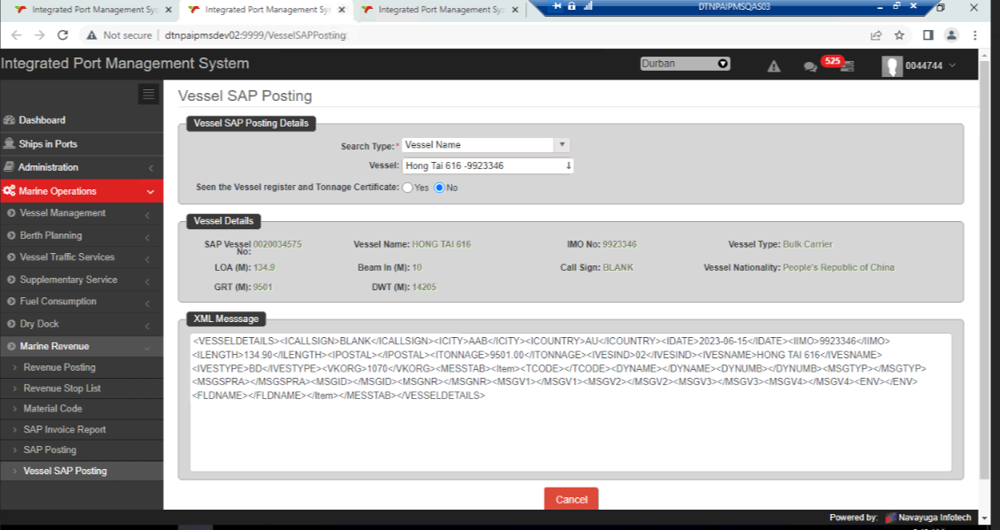 Integrated Port Management Sys
Integrated Port Management Sys
Integrated Port Management Sys
DTNPAIPMSQAS03
Not secure | dtnpaipmsdev02:9999/VesselSAPPosting
Integrated Port Management System
Durban
525
0044744
Vessel SAP Posting
Dashboard
Ships in Ports
Administration
Marine Operations
Vessel Management
Berth Planning
Vessel Traffic Services
Supplementary Service
Fuel Consumption
Dry Dock
Marine Revenue
Revenue Posting
Revenue Stop List
Material Code
SAP Invoice Report
SAP Posting
Vessel SAP Posting
Vessel SAP Posting Details
Search Type:* Vessel Name
Vessel: Hong Tai 616 -9923346
Seen the Vessel register and Tonnage Certificate: Yes No
Vessel Details
SAP Vessel No: 0020034575 Vessel Name: HONG TAI 616 IMO No: 9923346 Vessel Type: Bulk Carrier
LOA (M): 134.9 Beam In (M): 10 Call Sign: BLANK Vessel Nationality: People's Republic of China
GRT (M): 9501 DWT (M): 14205
XML Messsage
<VESSELDETAILS><ICALLSIGN>BLANK</ICALLSIGN><ICITY>AAB</ICITY><ICOUNTRY>AU</ICOUNTRY><IDATE>2023-06-15</IDATE><IIMO>9923346</IIMO>
<ILENGTH>134.90</ILENGTH><IPOSTAL></IPOSTAL><ITONNAGE>9501.00</ITONNAGE><IVESIND>02</IVESIND><IVESNAME>HONG TAI 616</IVESNAME>
<IVESTYPE>BD</IVESTYPE><VKORG>1070</VKORG><MESSTAB><Item><TCODE></TCODE><DYNAME></DYNAME><DYNUMB></DYNUMB><MSGTYP></MSGTYP>
<MSGSPRA></MSGSPRA><MSGID></MSGID><MSGNR></MSGNR><MSGV1></MSGV1><MSGV2></MSGV2><MSGV3></MSGV3><MSGV4></MSGV4><ENV></ENV>
<FLDNAME></FLDNAME></Item></MESSTAB></VESSELDETAILS>
Cancel
Powered by: Navayuga Infotech